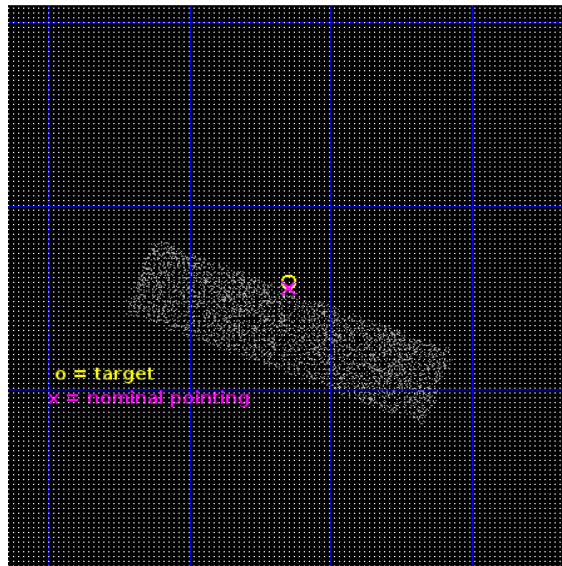 o = target
x = nominal pointing